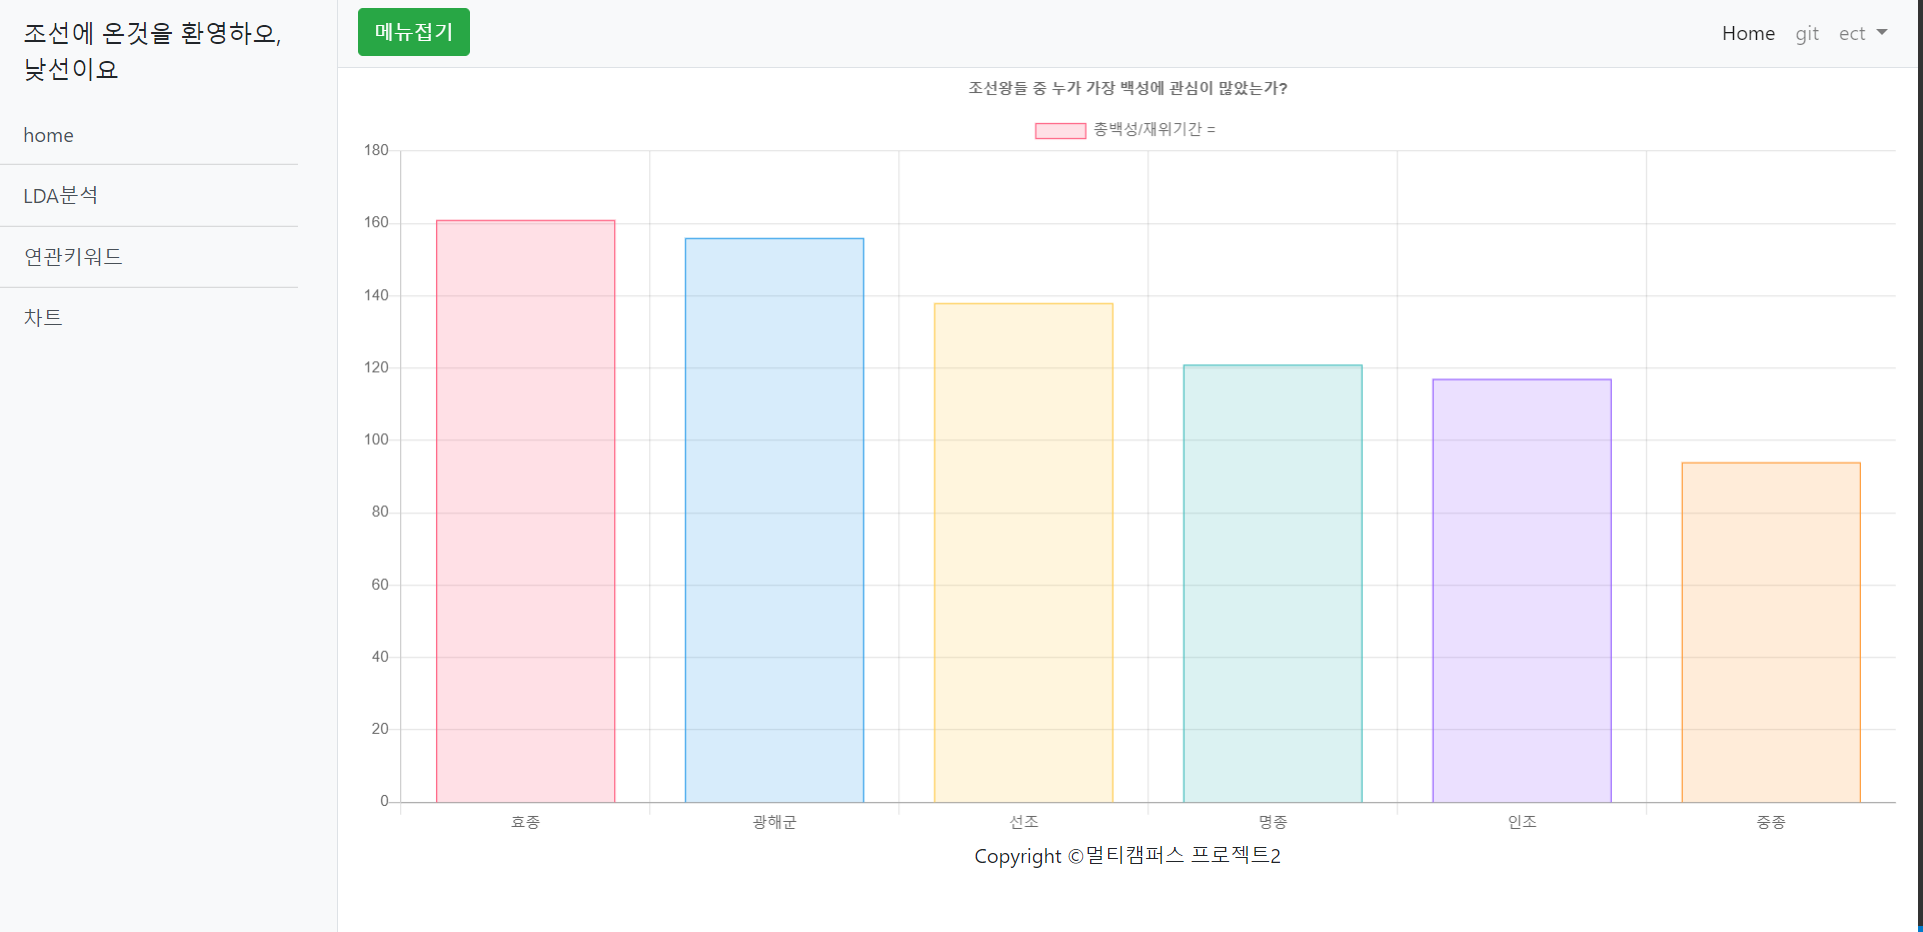 조선에 온것을 환영하오,
낮선이요
home
LDA분석
연관키워드
차트
메뉴접기
Home git ect
조선왕들 중 누가 가장 백성에 관심이 많았는가?
총백성/재위기간 =
180
160
140
120
100
80
60
40
20
0
효종 광해군 선조 명종 인조 중종
Copyright ©멀티캠퍼스 프로젝트2